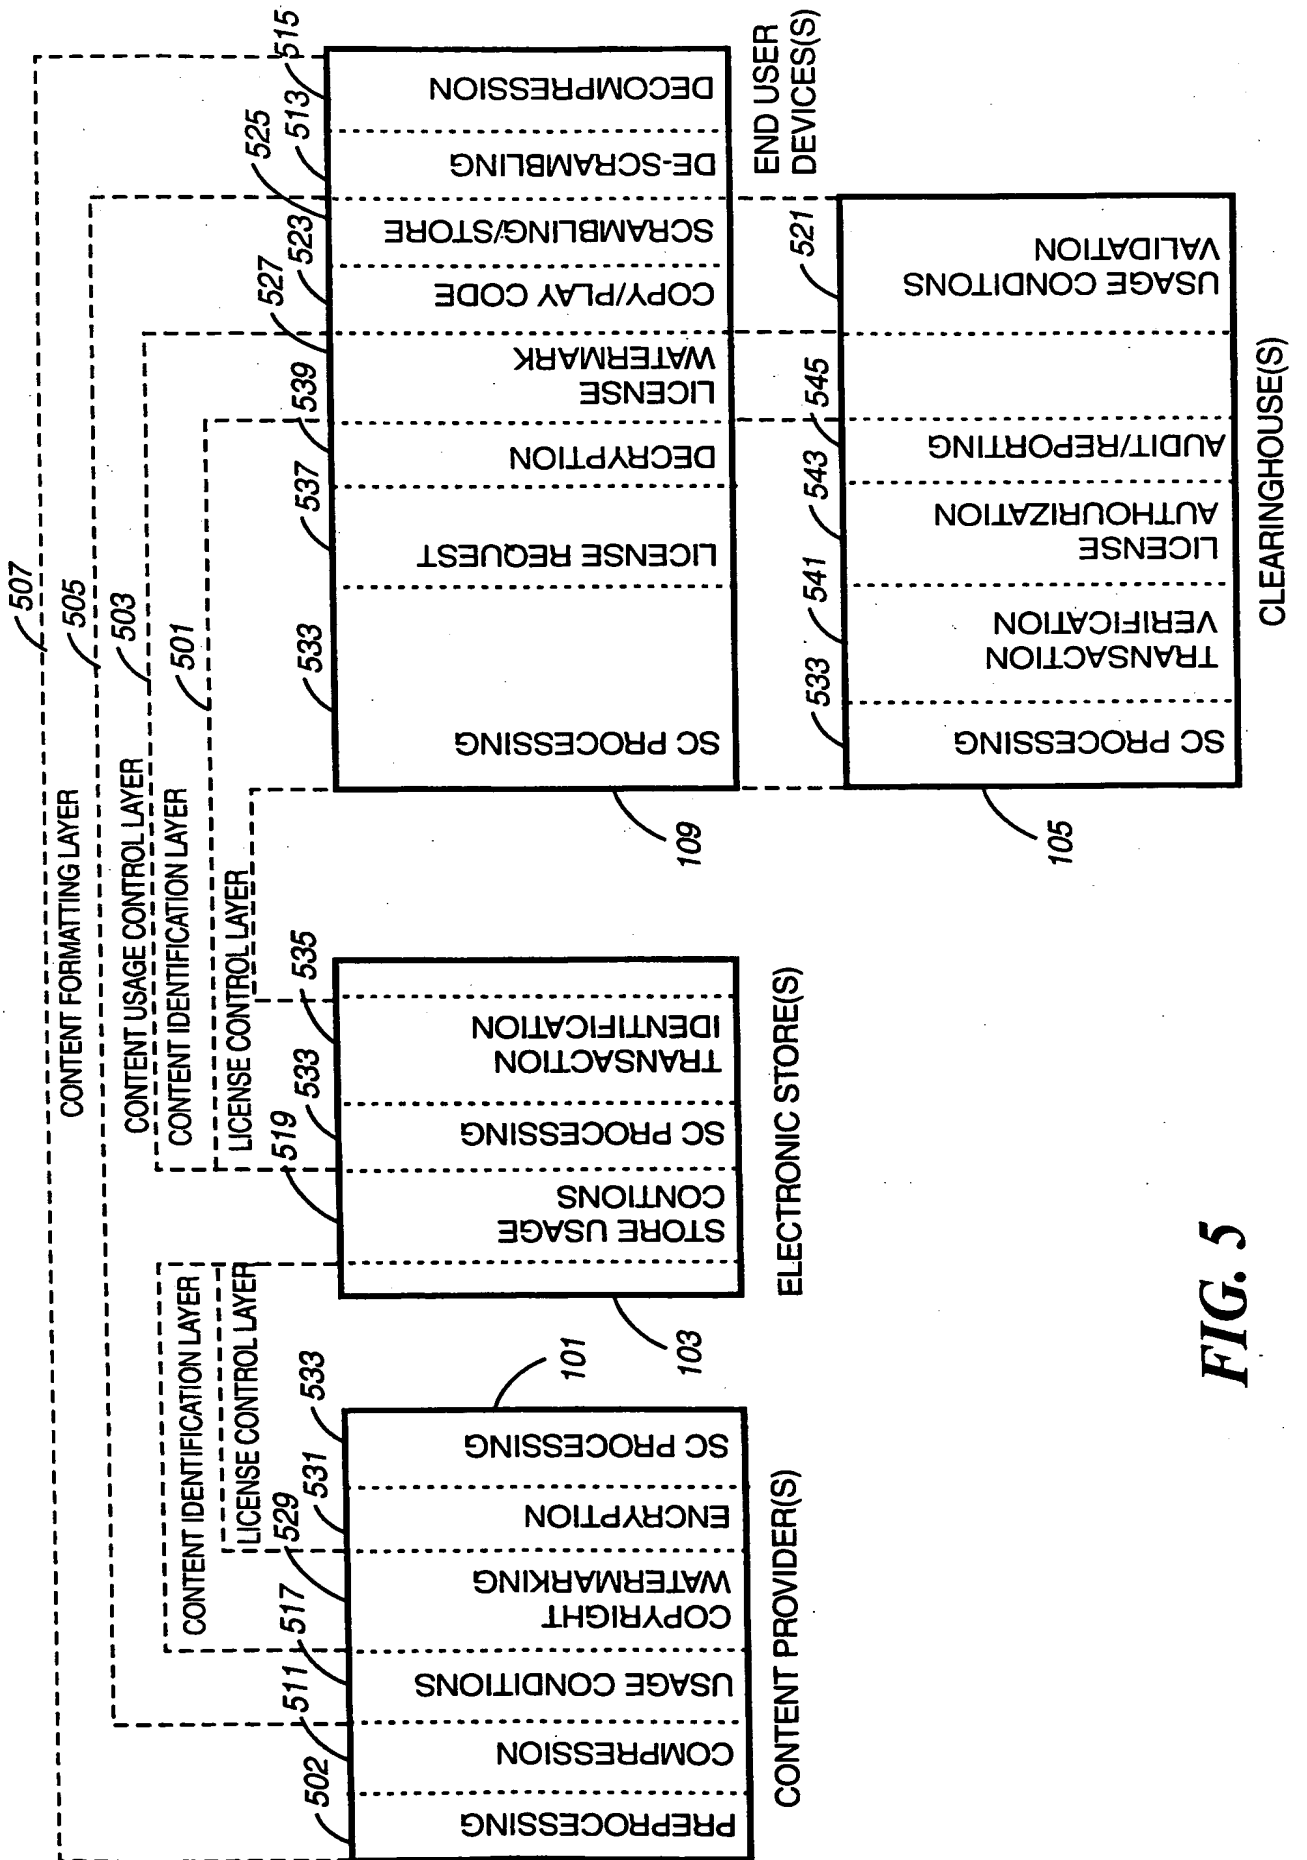 507
CONTENT FORMATTING LAYER
505
CONTENT USAGE CONTROL LAYER
503
CONTENT IDENTIFICATION LAYER
501
LICENSE CONTROL LAYER
CONTENT IDENTIFICATION LAYER
LICENSE CONTROL LAYER
502
511
517
529
531
533
PREPROCESSING
COMPRESSION
USAGE CONDITIONS
COPYRIGHT
WATERMARKING
ENCRYPTION
SC PROCESSING
101
CONTENT PROVIDER(S)
519
533
535
STORE USAGE
CONTIONS
SC PROCESSING
TRANSACTION
IDENTIFICATION
103
ELECTRONIC STORE(S)
533
537
539
527
523
525
513
515
SC PROCESSING
LICENSE REQUEST
DECRYPTION
LICENSE
WATERMARK
COPY/PLAY CODE
SCRAMBLING/STORE
DE-SCRAMBLING
DECOMPRESSION
109
END USER
DEVICES(S)
533
541
543
545
521
SC PROCESSING
TRANSACTION
VERIFICATION
LICENSE
AUTHOURIZATION
AUDIT/REPORTING
USAGE CONDITONS
VALIDATION
105
CLEARINGHOUSE(S)
FIG. 5